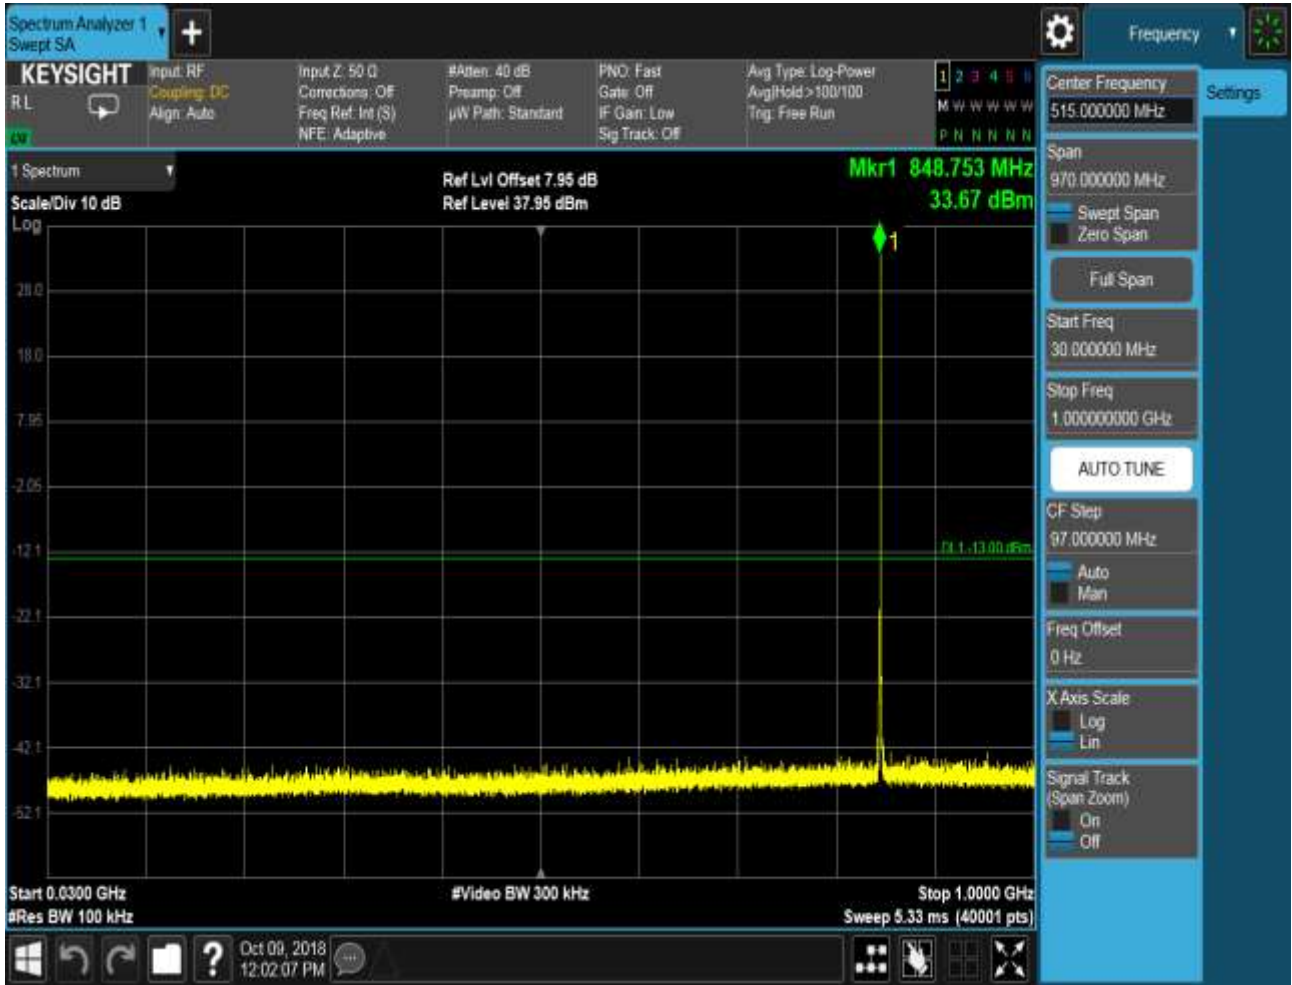 Spectrum Analyzer 1
Swept SA
+
Frequency
KEYSIGHT
R L
Input: RF
Coupling: DC
Align: Auto
Input Z: 50 Ω
Corrections: Off
Freq Ref: Int (S)
NFE: Adaptive
#Atten: 40 dB
Preamp: Off
µW Path: Standard
PNO: Fast
Gate: Off
IF Gain: Low
Sig Track: Off
Avg Type: Log-Power
Avg|Hold:>100/100
Trig: Free Run
1 2 3 4 5 6
M W W W W W
P N N N N N
1 Spectrum
Scale/Div 10 dB
Log
Ref Lvl Offset 7.95 dB
Ref Level 37.95 dBm
Mkr1 848.753 MHz
33.67 dBm
1
28.0
18.0
7.95
-2.05
-12.1
DL1 -13.00 dBm
-22.1
-32.1
-42.1
-52.1
Start 0.0300 GHz
#Res BW 100 kHz
#Video BW 300 kHz
Stop 1.0000 GHz
Sweep 5.33 ms (40001 pts)
Center Frequency
515.000000 MHz
Settings
Span
970.000000 MHz
Swept Span
Zero Span
Full Span
Start Freq
30.000000 MHz
Stop Freq
1.000000000 GHz
AUTO TUNE
CF Step
97.000000 MHz
Auto
Man
Freq Offset
0 Hz
X Axis Scale
Log
Lin
Signal Track
(Span Zoom)
On
Off
?
Oct 09, 2018
12:02:07 PM